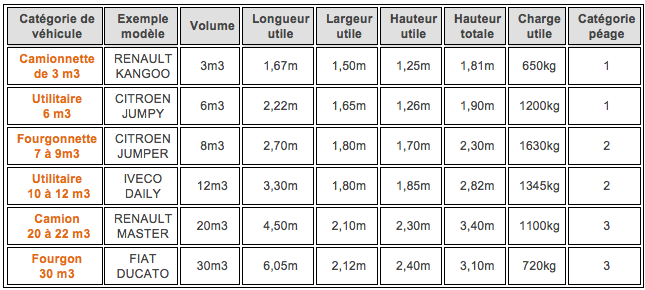 Catégorie de véhicule Exemple modèle Volume Longueur utile Largeur utile Hauteur utile Hauteur totale Charge utile Catégorie péage
Camionnette de 3 m3 RENAULT KANGOO 3m3 1,67m 1,50m 1,25m 1,81m 650kg 1
Utilitaire 6 m3 CITROEN JUMPY 6m3 2,22m 1,65m 1,26m 1,90m 1200kg 1
Fourgonnette 7 à 9m3 CITROEN JUMPER 8m3 2,70m 1,80m 1,70m 2,30m 1630kg 2
Utilitaire 10 à 12 m3 IVECO DAILY 12m3 3,30m 1,80m 1,85m 2,82m 1345kg 2
Camion 20 à 22 m3 RENAULT MASTER 20m3 4,50m 2,10m 2,30m 3,40m 1100kg 3
Fourgon 30 m3 FIAT DUCATO 30m3 6,05m 2,12m 2,40m 3,10m 720kg 3